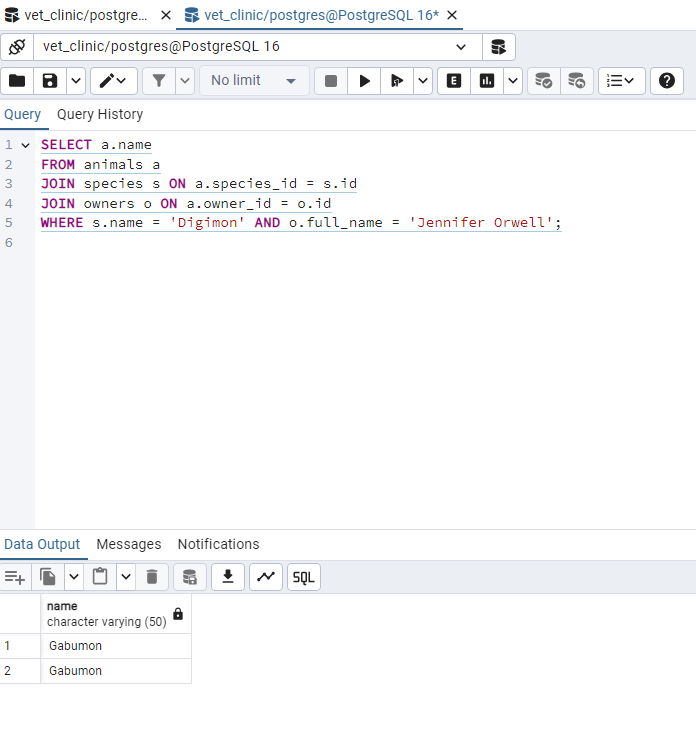 vet_clinic/postgre... vet_clinic/postgres@PostgreSQL 16*
vet_clinic/postgres@PostgreSQL 16
No limit E
Query Query History
1 SELECT a.name
2 FROM animals a
3 JOIN species s ON a.species_id = s.id
4 JOIN owners o ON a.owner_id = o.id
5 WHERE s.name = 'Digimon' AND o.full_name = 'Jennifer Orwell';
6
Data Output Messages Notifications
SQL
name
character varying (50)
1 Gabumon
2 Gabumon